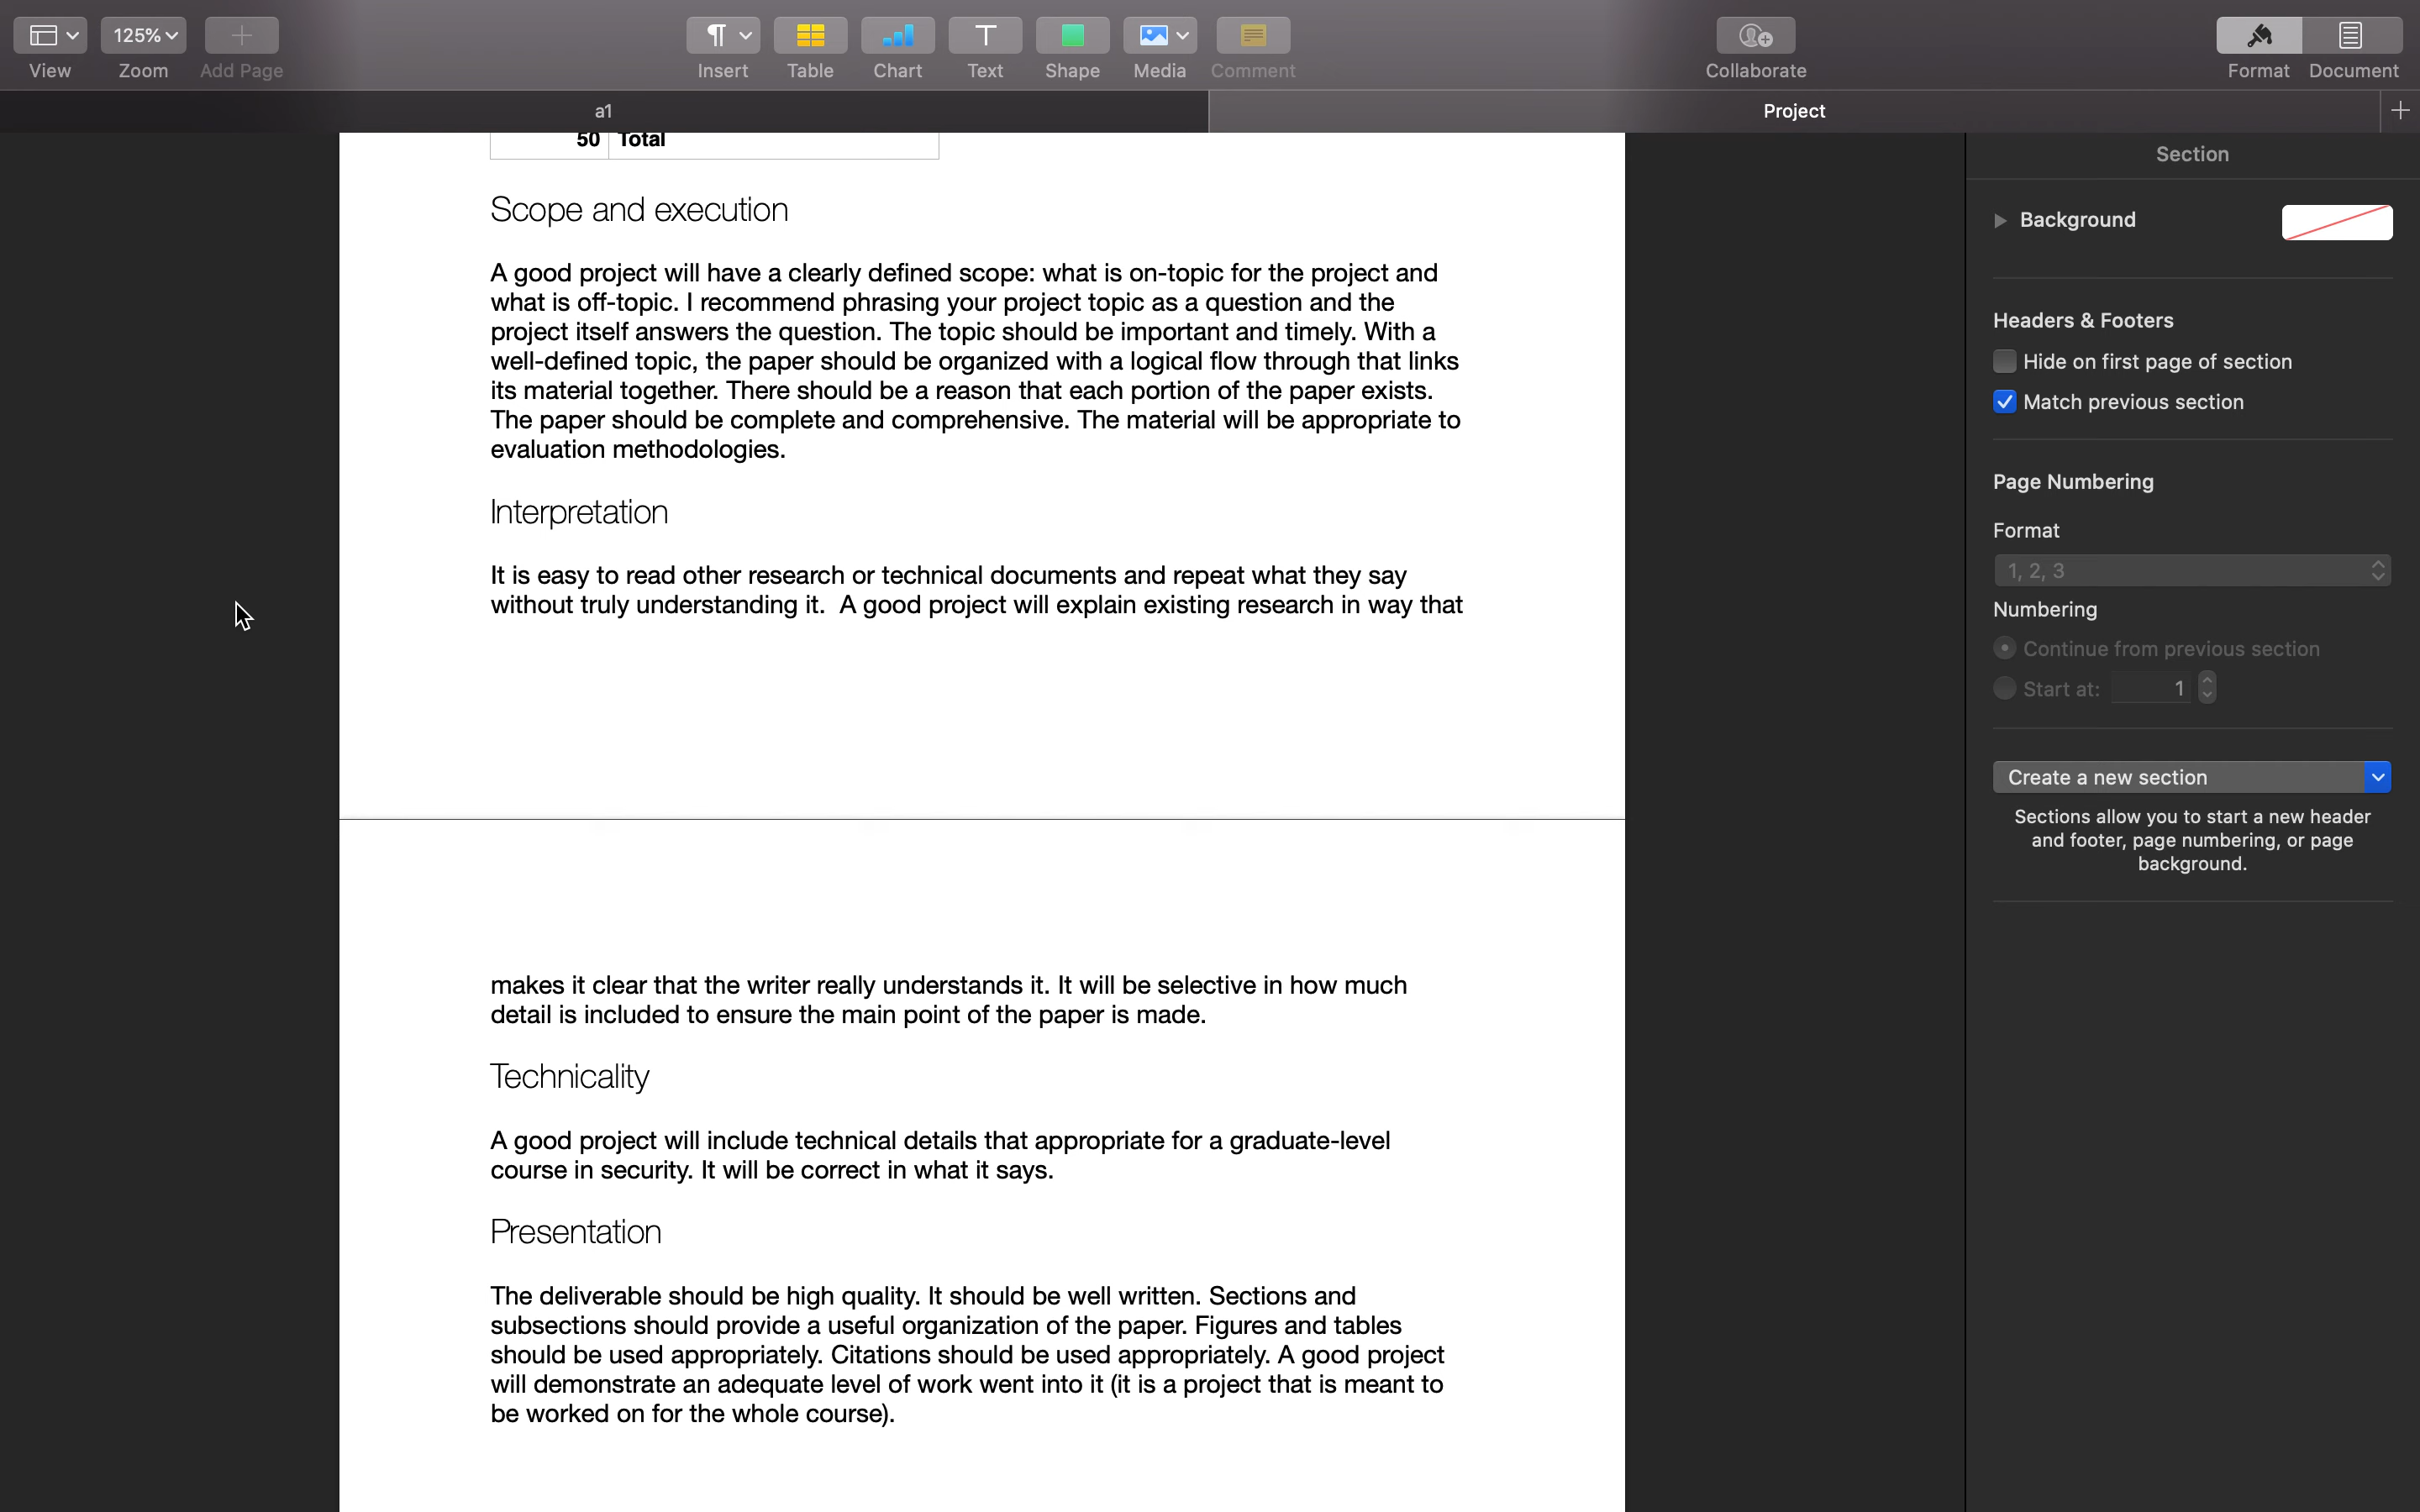 125%
View Zoom Add Page Insert Table Chart Text Shape Media Comment Collaborate Format Document
a1 Project
50 Total
Scope and execution
A good project will have a clearly defined scope: what is on-topic for the project and
what is off-topic. I recommend phrasing your project topic as a question and the
project itself answers the question. The topic should be important and timely. With a
well-defined topic, the paper should be organized with a logical flow through that links
its material together. There should be a reason that each portion of the paper exists.
The paper should be complete and comprehensive. The material will be appropriate to
evaluation methodologies.
Interpretation
It is easy to read other research or technical documents and repeat what they say
without truly understanding it.  A good project will explain existing research in way that
makes it clear that the writer really understands it. It will be selective in how much
detail is included to ensure the main point of the paper is made.
Technicality
A good project will include technical details that appropriate for a graduate-level
course in security. It will be correct in what it says.
Presentation
The deliverable should be high quality. It should be well written. Sections and
subsections should provide a useful organization of the paper. Figures and tables
should be used appropriately. Citations should be used appropriately. A good project
will demonstrate an adequate level of work went into it (it is a project that is meant to
be worked on for the whole course).
Section
Background
Headers & Footers
Hide on first page of section
Match previous section
Page Numbering
Format
1, 2, 3
Numbering
Continue from previous section
Start at: 1
Create a new section
Sections allow you to start a new header
and footer, page numbering, or page
background.